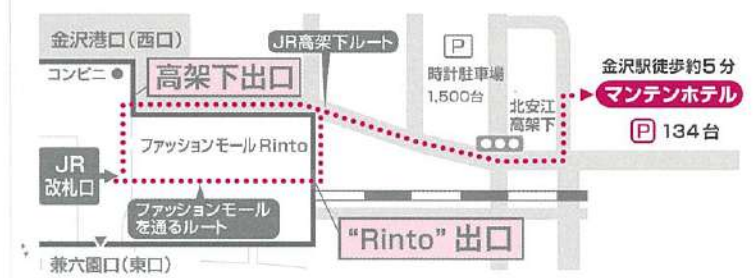 金沢港口(西口)
JR高架下ルート
P
時計駐車場
1,500台
コンビニ
高架下出口
北安江
高架下
金沢駅徒歩約5分
マンテンホテル
P 134台
ファッションモール Rinto
JR
改札口
ファッションモール
を通るルート
“Rinto” 出口
兼六園口(東口)